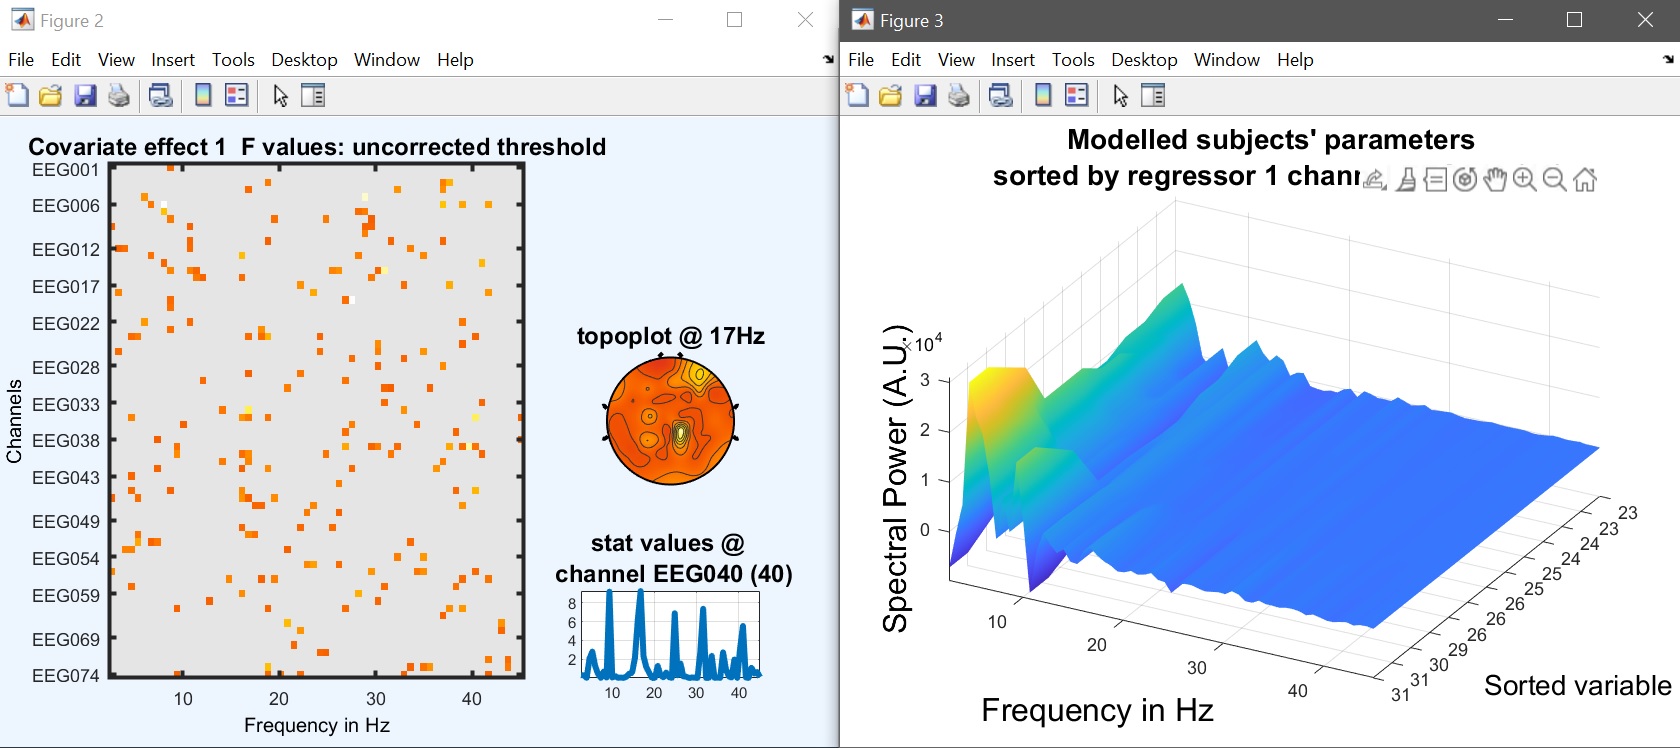 Figure 2
File Edit View Insert Tools Desktop Window Help
Covariate effect 1 F values: uncorrected threshold
EEG001
EEG006
EEG012
EEG017
EEG022
EEG028
EEG033
EEG038
EEG043
EEG049
EEG054
EEG059
EEG069
EEG074
Channels
10 20 30 40
Frequency in Hz
topoplot @ 17Hz
stat values @
channel EEG040 (40)
8
6
4
2
10 20 30 40
Figure 3
File Edit View Insert Tools Desktop Window Help
Modelled subjects' parameters
sorted by regressor 1
×10⁴
3
2
1
0
Spectral Power (A.U.)
10
20
30
40
Frequency in Hz
23
23
24
24
25
25
26
26
26
29
30
31
31
Sorted variable